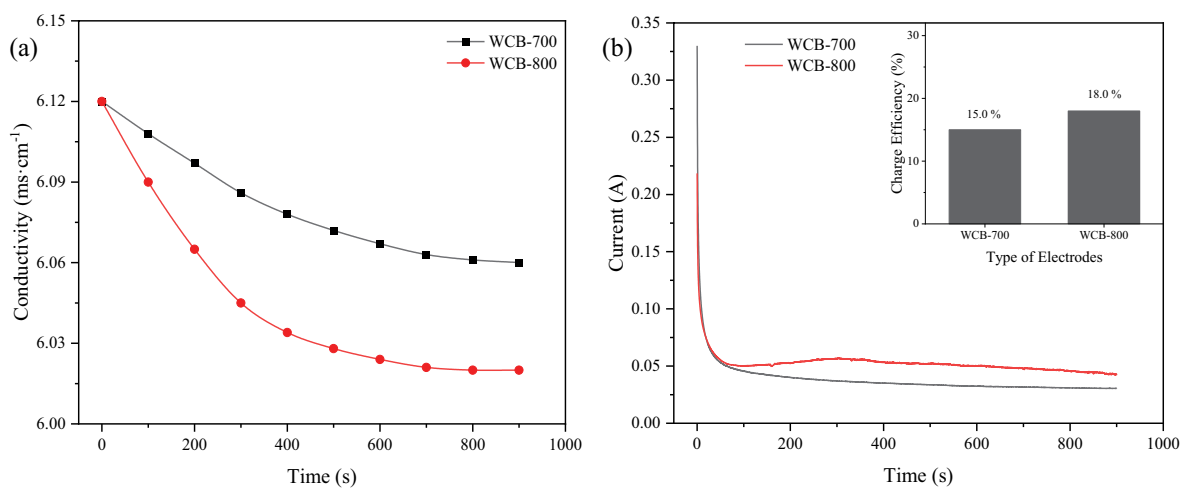 (a)
WCB-700
WCB-800
6.15
6.12
6.09
6.06
6.03
6.00
Conductivity (ms·cm⁻¹)
0
200
400
600
800
1000
Time (s)
(b)
WCB-700
WCB-800
0.35
0.30
0.25
0.20
0.15
0.10
0.05
0.00
Current (A)
0
200
400
600
800
1000
Time (s)
30
20
10
0
Charge Efficiency (%)
15.0 %
18.0 %
WCB-700
WCB-800
Type of Electrodes